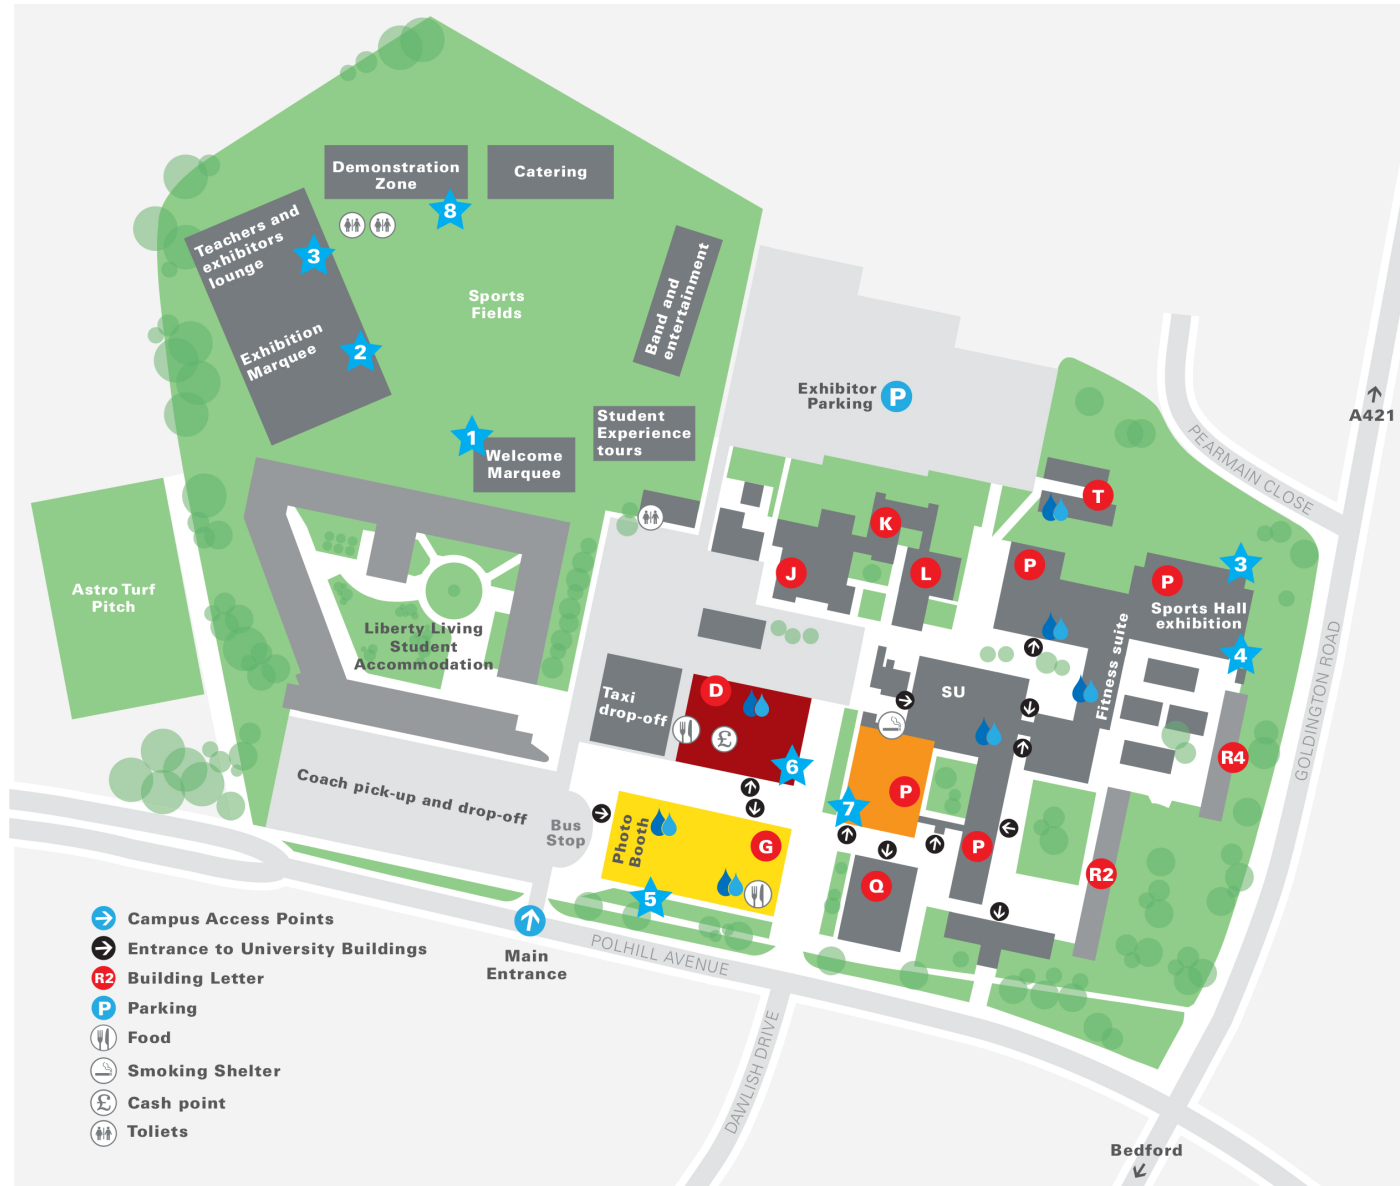 Demonstration
Zone
Catering
8
Teachers and
exhibitors
lounge
3
Sports
Fields
Band and
entertainment
Exhibition
Marquee
2
Exhibitor
Parking
P
A421
Student
Experience
tours
1
Welcome
Marquee
PEARMAIN CLOSE
T
K
J
L
P
P
3
Sports Hall
exhibition
4
Astro Turf
Pitch
Liberty Living
Student
Accommodation
Fitness suite
GOLDINGTON ROAD
Taxi
drop-off
D
£
6
SU
R4
Coach pick-up and drop-off
Bus
Stop
Photo
Booth
G
5
7
P
P
Q
R2
Main
Entrance
POLHILL AVENUE
DAWLISH DRIVE
Bedford
Campus Access Points
Entrance to University Buildings
R2 Building Letter
P Parking
Food
Smoking Shelter
£ Cash point
Toliets